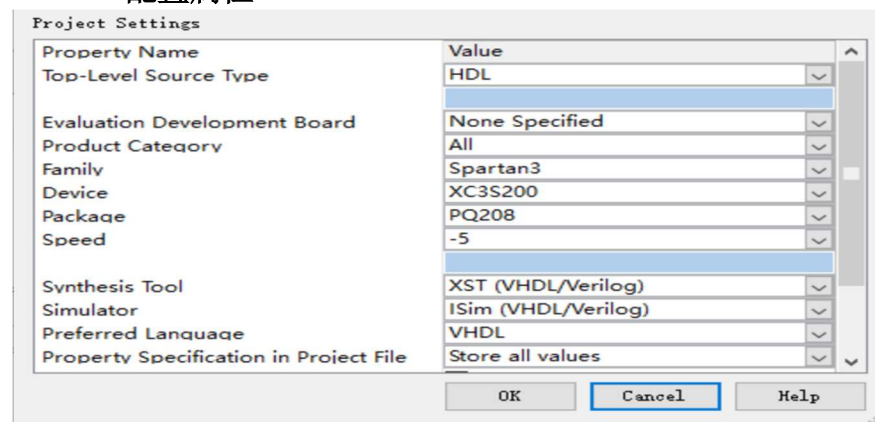 Project Settings
Property Name Value
Top-Level Source Type HDL
Evaluation Development Board None Specified
Product Category All
Family Spartan3
Device XC3S200
Package PQ208
Speed -5
Synthesis Tool XST (VHDL/Verilog)
Simulator ISim (VHDL/Verilog)
Preferred Language VHDL
Property Specification in Project File Store all values
OK Cancel Help